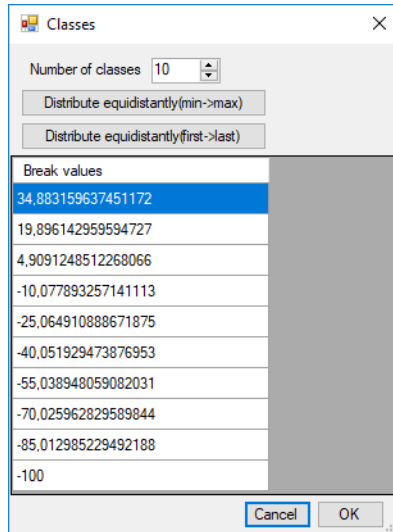 Classes
Number of classes 10
Distribute equidistantly(min->max)
Distribute equidistantly(first->last)
Break values
34,883159637451172
19,896142959594727
4,9091248512268066
-10,077893257141113
-25,064910888671875
-40,051929473876953
-55,038948059082031
-70,025962829589844
-85,012985229492188
-100
Cancel OK